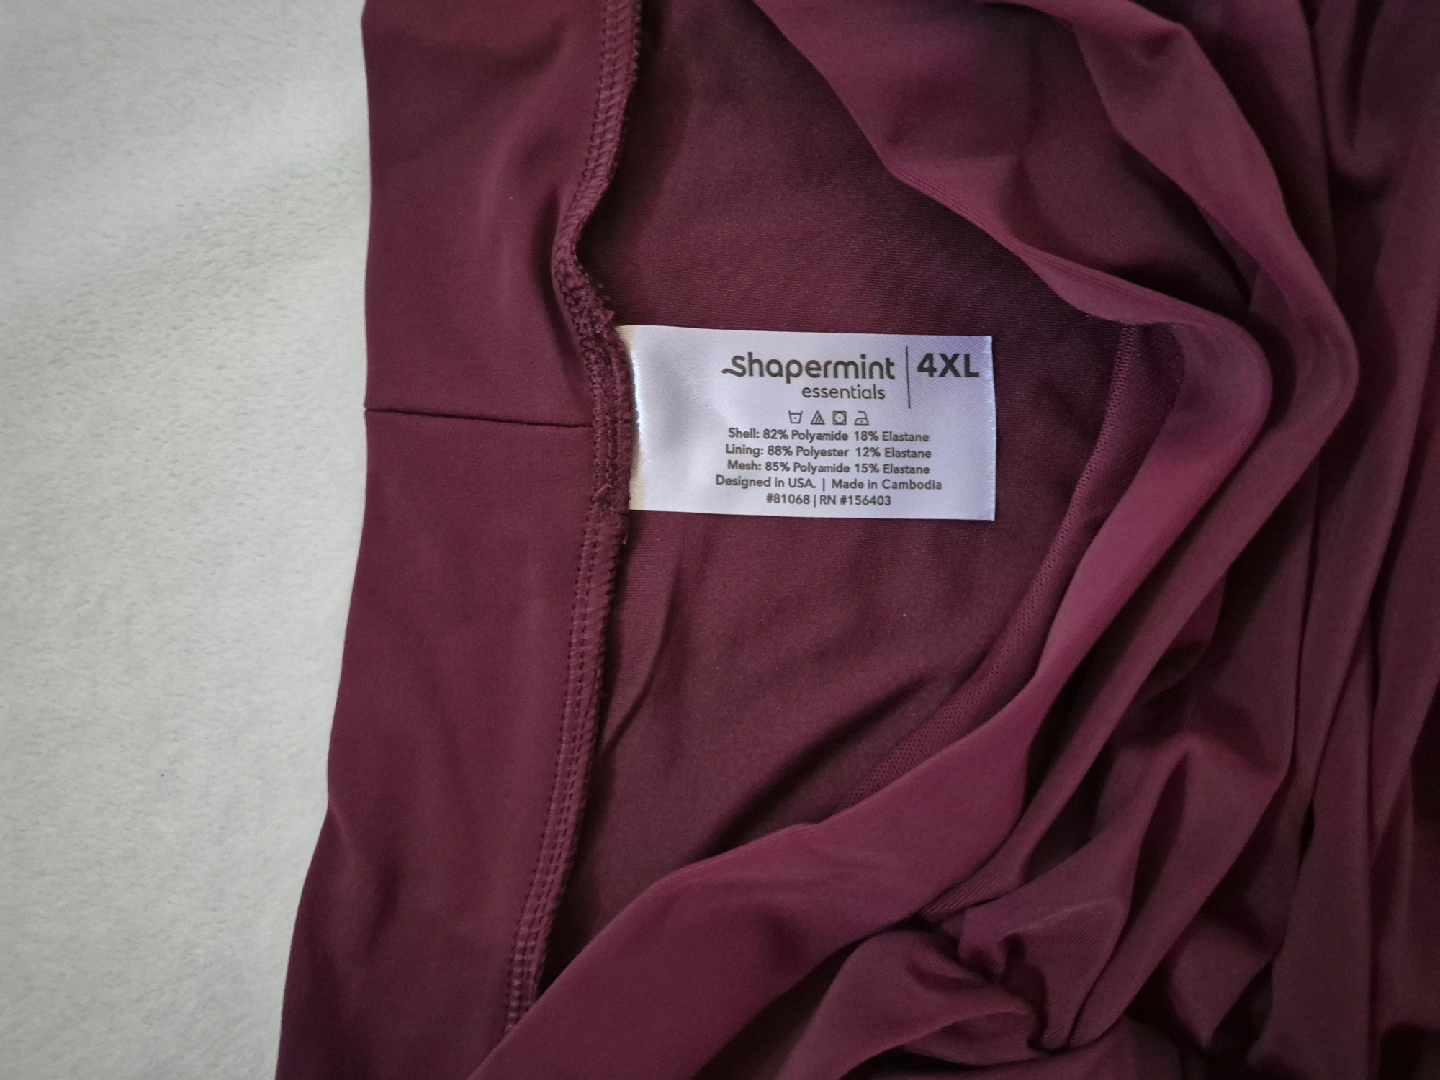 Shapermint | 4XL
essentials
Shell: 82% Polyamide 18% Elastane
Lining: 88% Polyester 12% Elastane
Mesh: 85% Polyamide 15% Elastane
Designed in USA. | Made in Cambodia
#81068 | RN #156403